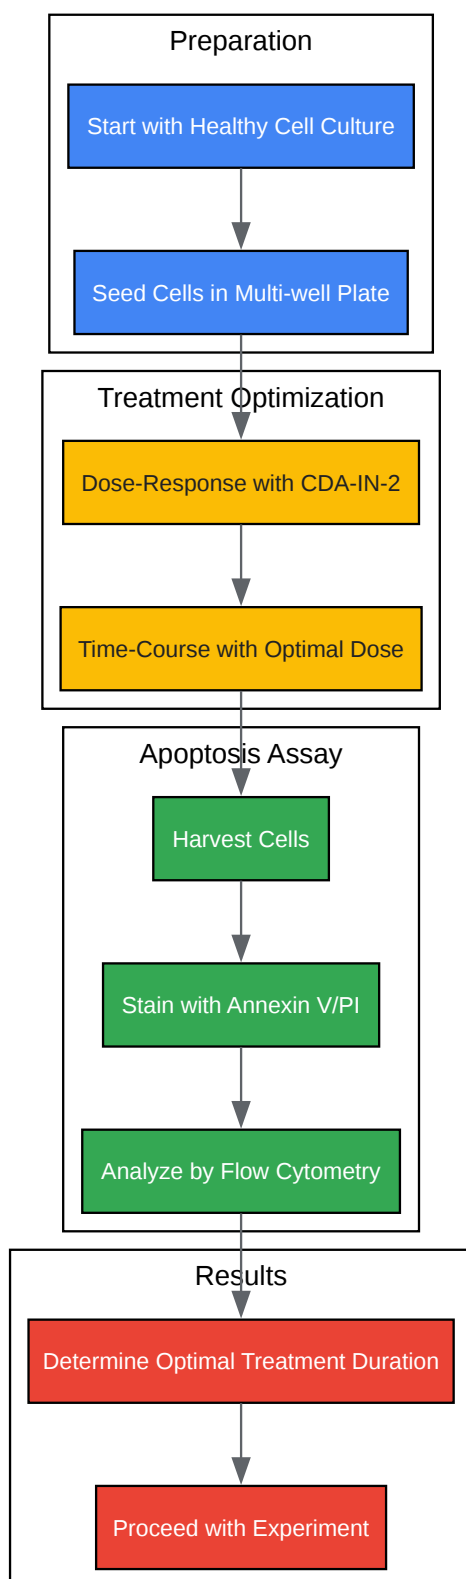 Preparation
Start with Healthy Cell Culture
Seed Cells in Multi-well Plate
Treatment Optimization
Dose-Response with CDA-IN-2
Time-Course with Optimal Dose
Apoptosis Assay
Harvest Cells
Stain with Annexin V/PI
Analyze by Flow Cytometry
Results
Determine Optimal Treatment Duration
Proceed with Experiment